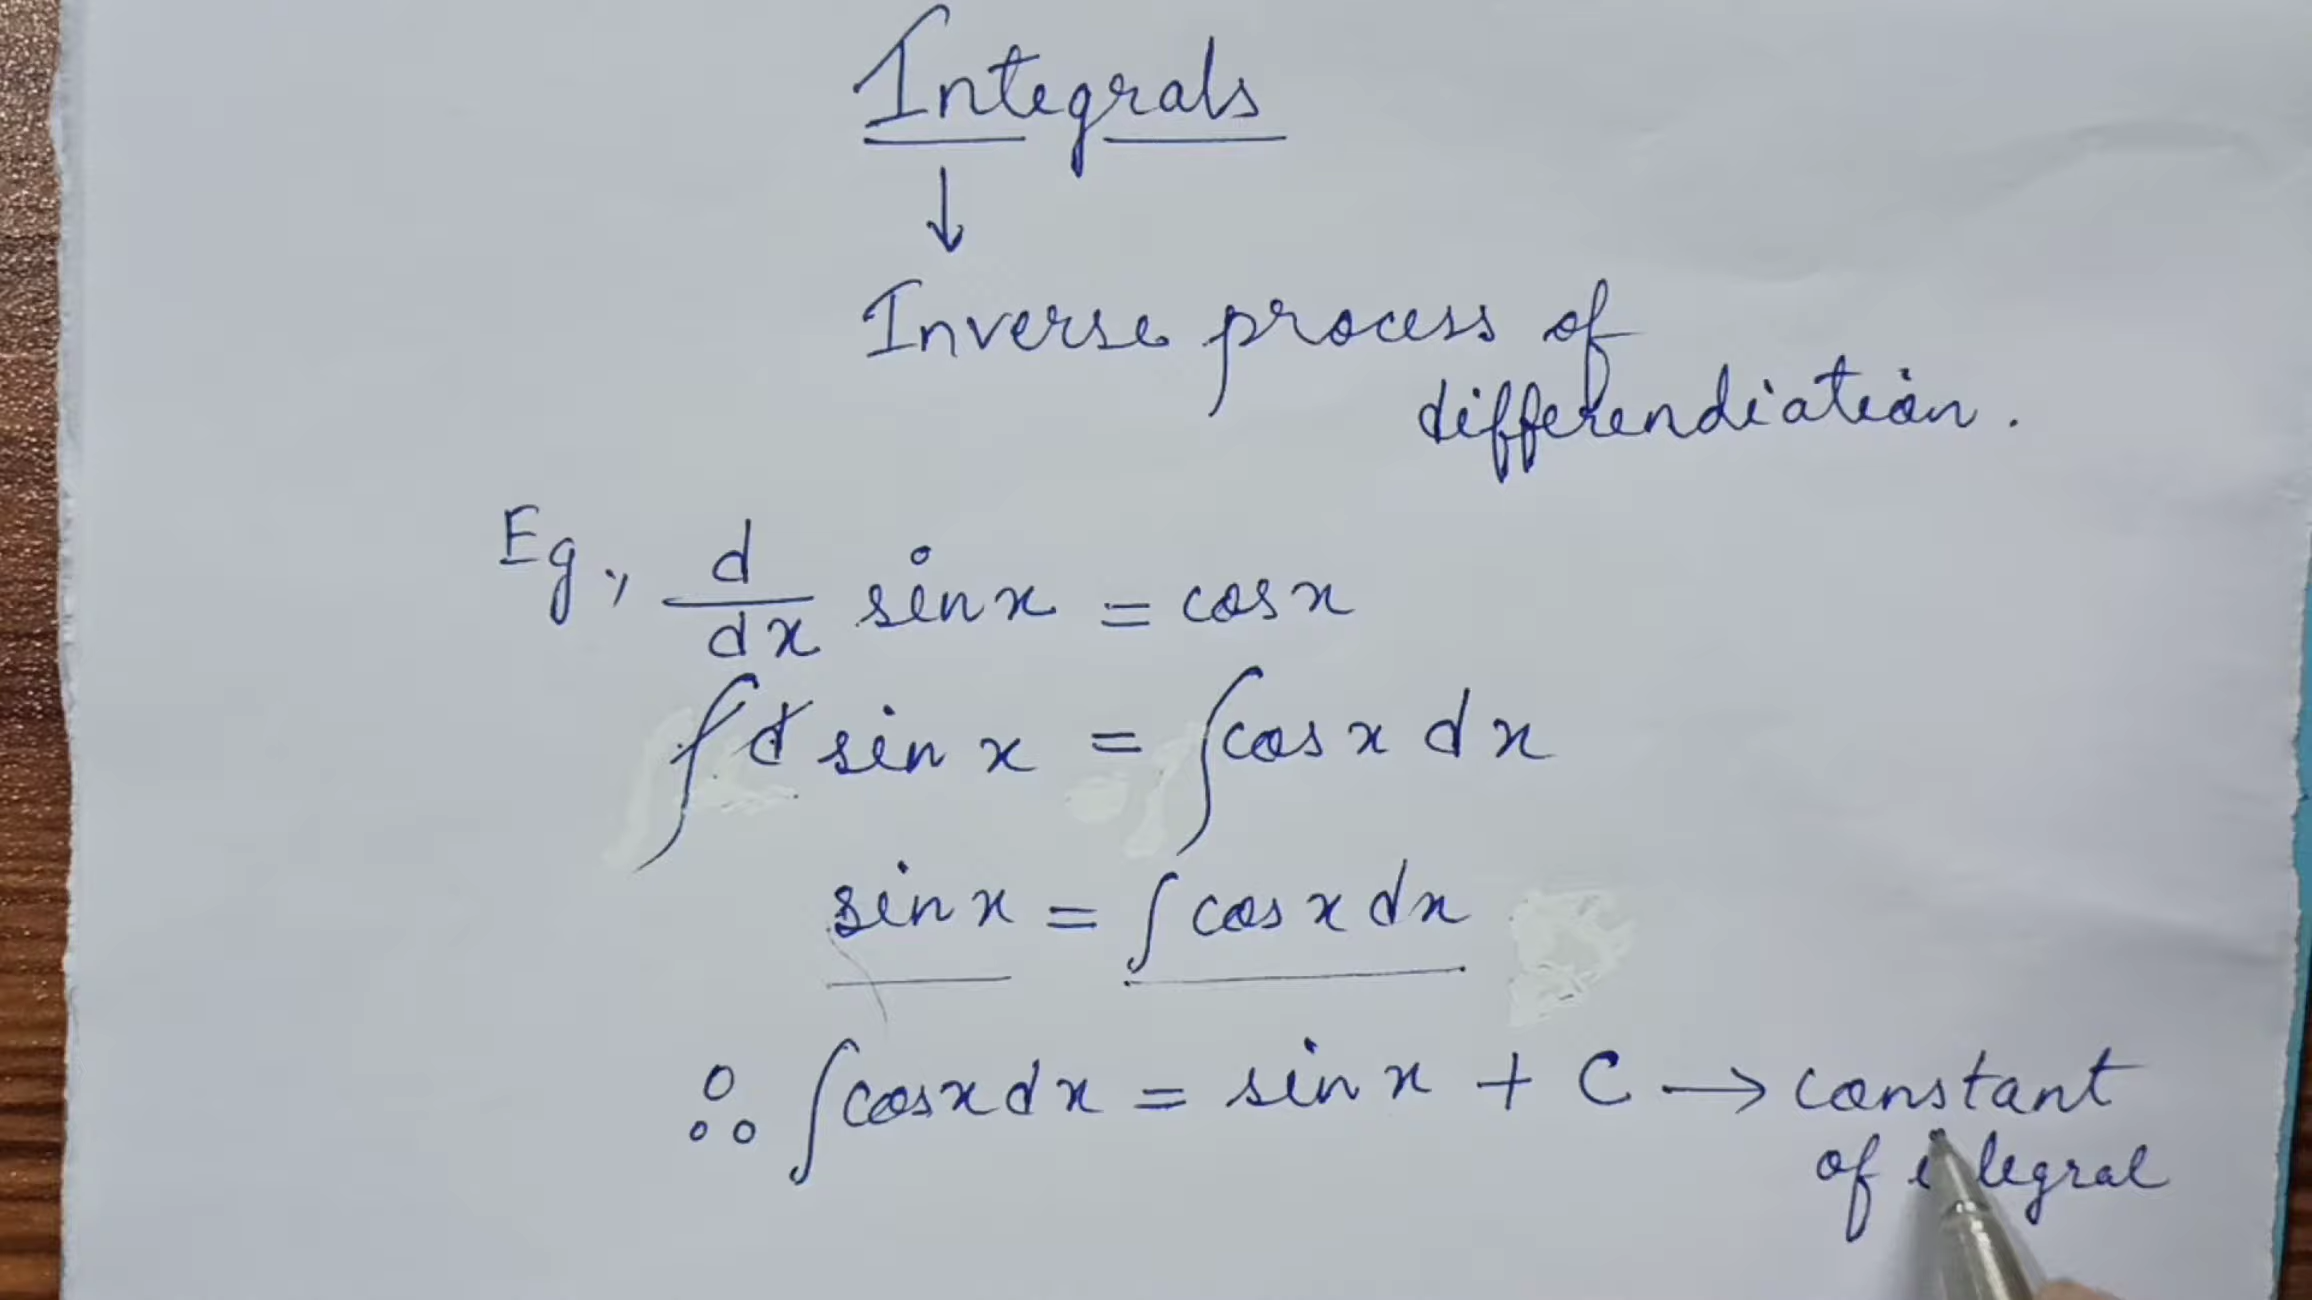 Integrals
↓
Inverse process of
differendiation.
Eg., d/dx sin x = cos x
∫ d sin x = ∫ cos x dx
sin x = ∫ cos x dx
∴ ∫ cos x dx = sin x + C → constant
of